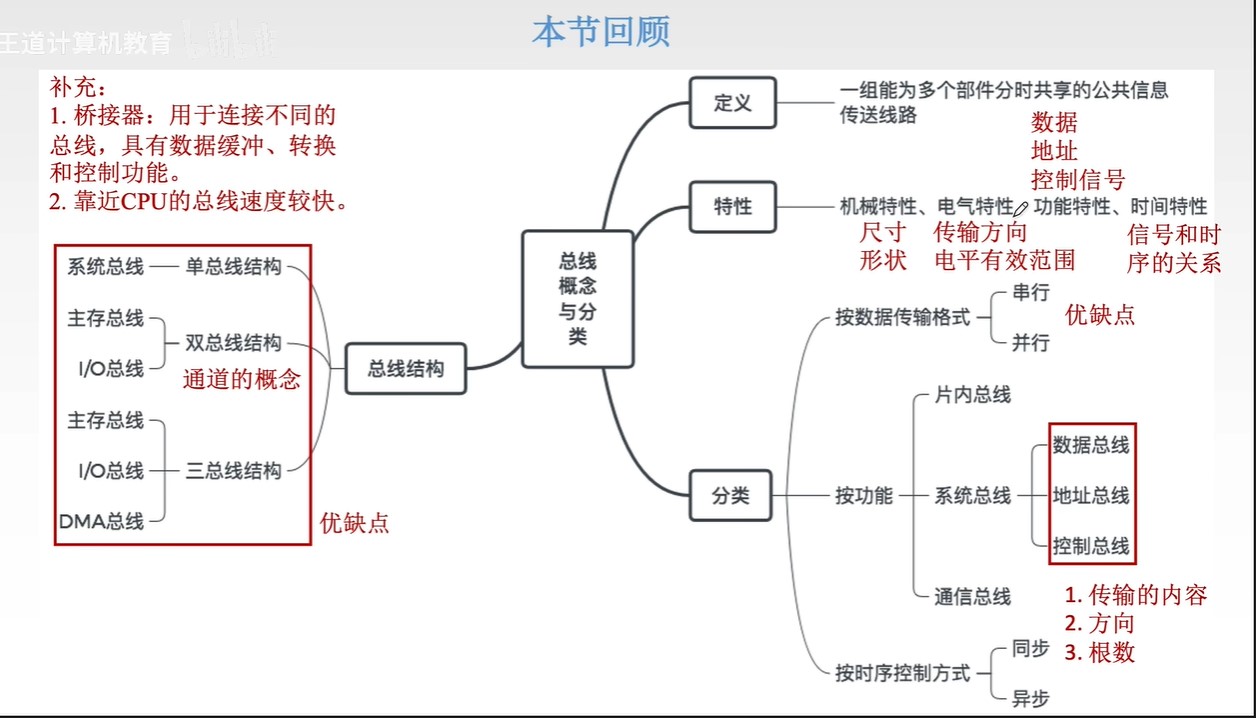 本节回顾
王道计算机教育
补充：
1. 桥接器：用于连接不同的
总线，具有数据缓冲、转换
和控制功能。
2. 靠近CPU的总线速度较快。
定义
一组能为多个部件分时共享的公共信息
传送线路
数据
地址
控制信号
特性
机械特性、电气特性、功能特性、时间特性
尺寸
形状
传输方向
电平有效范围
信号和时
序的关系
总线
概念
与分
类
总线结构
系统总线
单总线结构
主存总线
I/O总线
双总线结构
通道的概念
主存总线
I/O总线
DMA总线
三总线结构
优缺点
分类
按数据传输格式
串行
并行
优缺点
按功能
片内总线
系统总线
数据总线
地址总线
控制总线
通信总线
1. 传输的内容
2. 方向
3. 根数
按时序控制方式
同步
异步